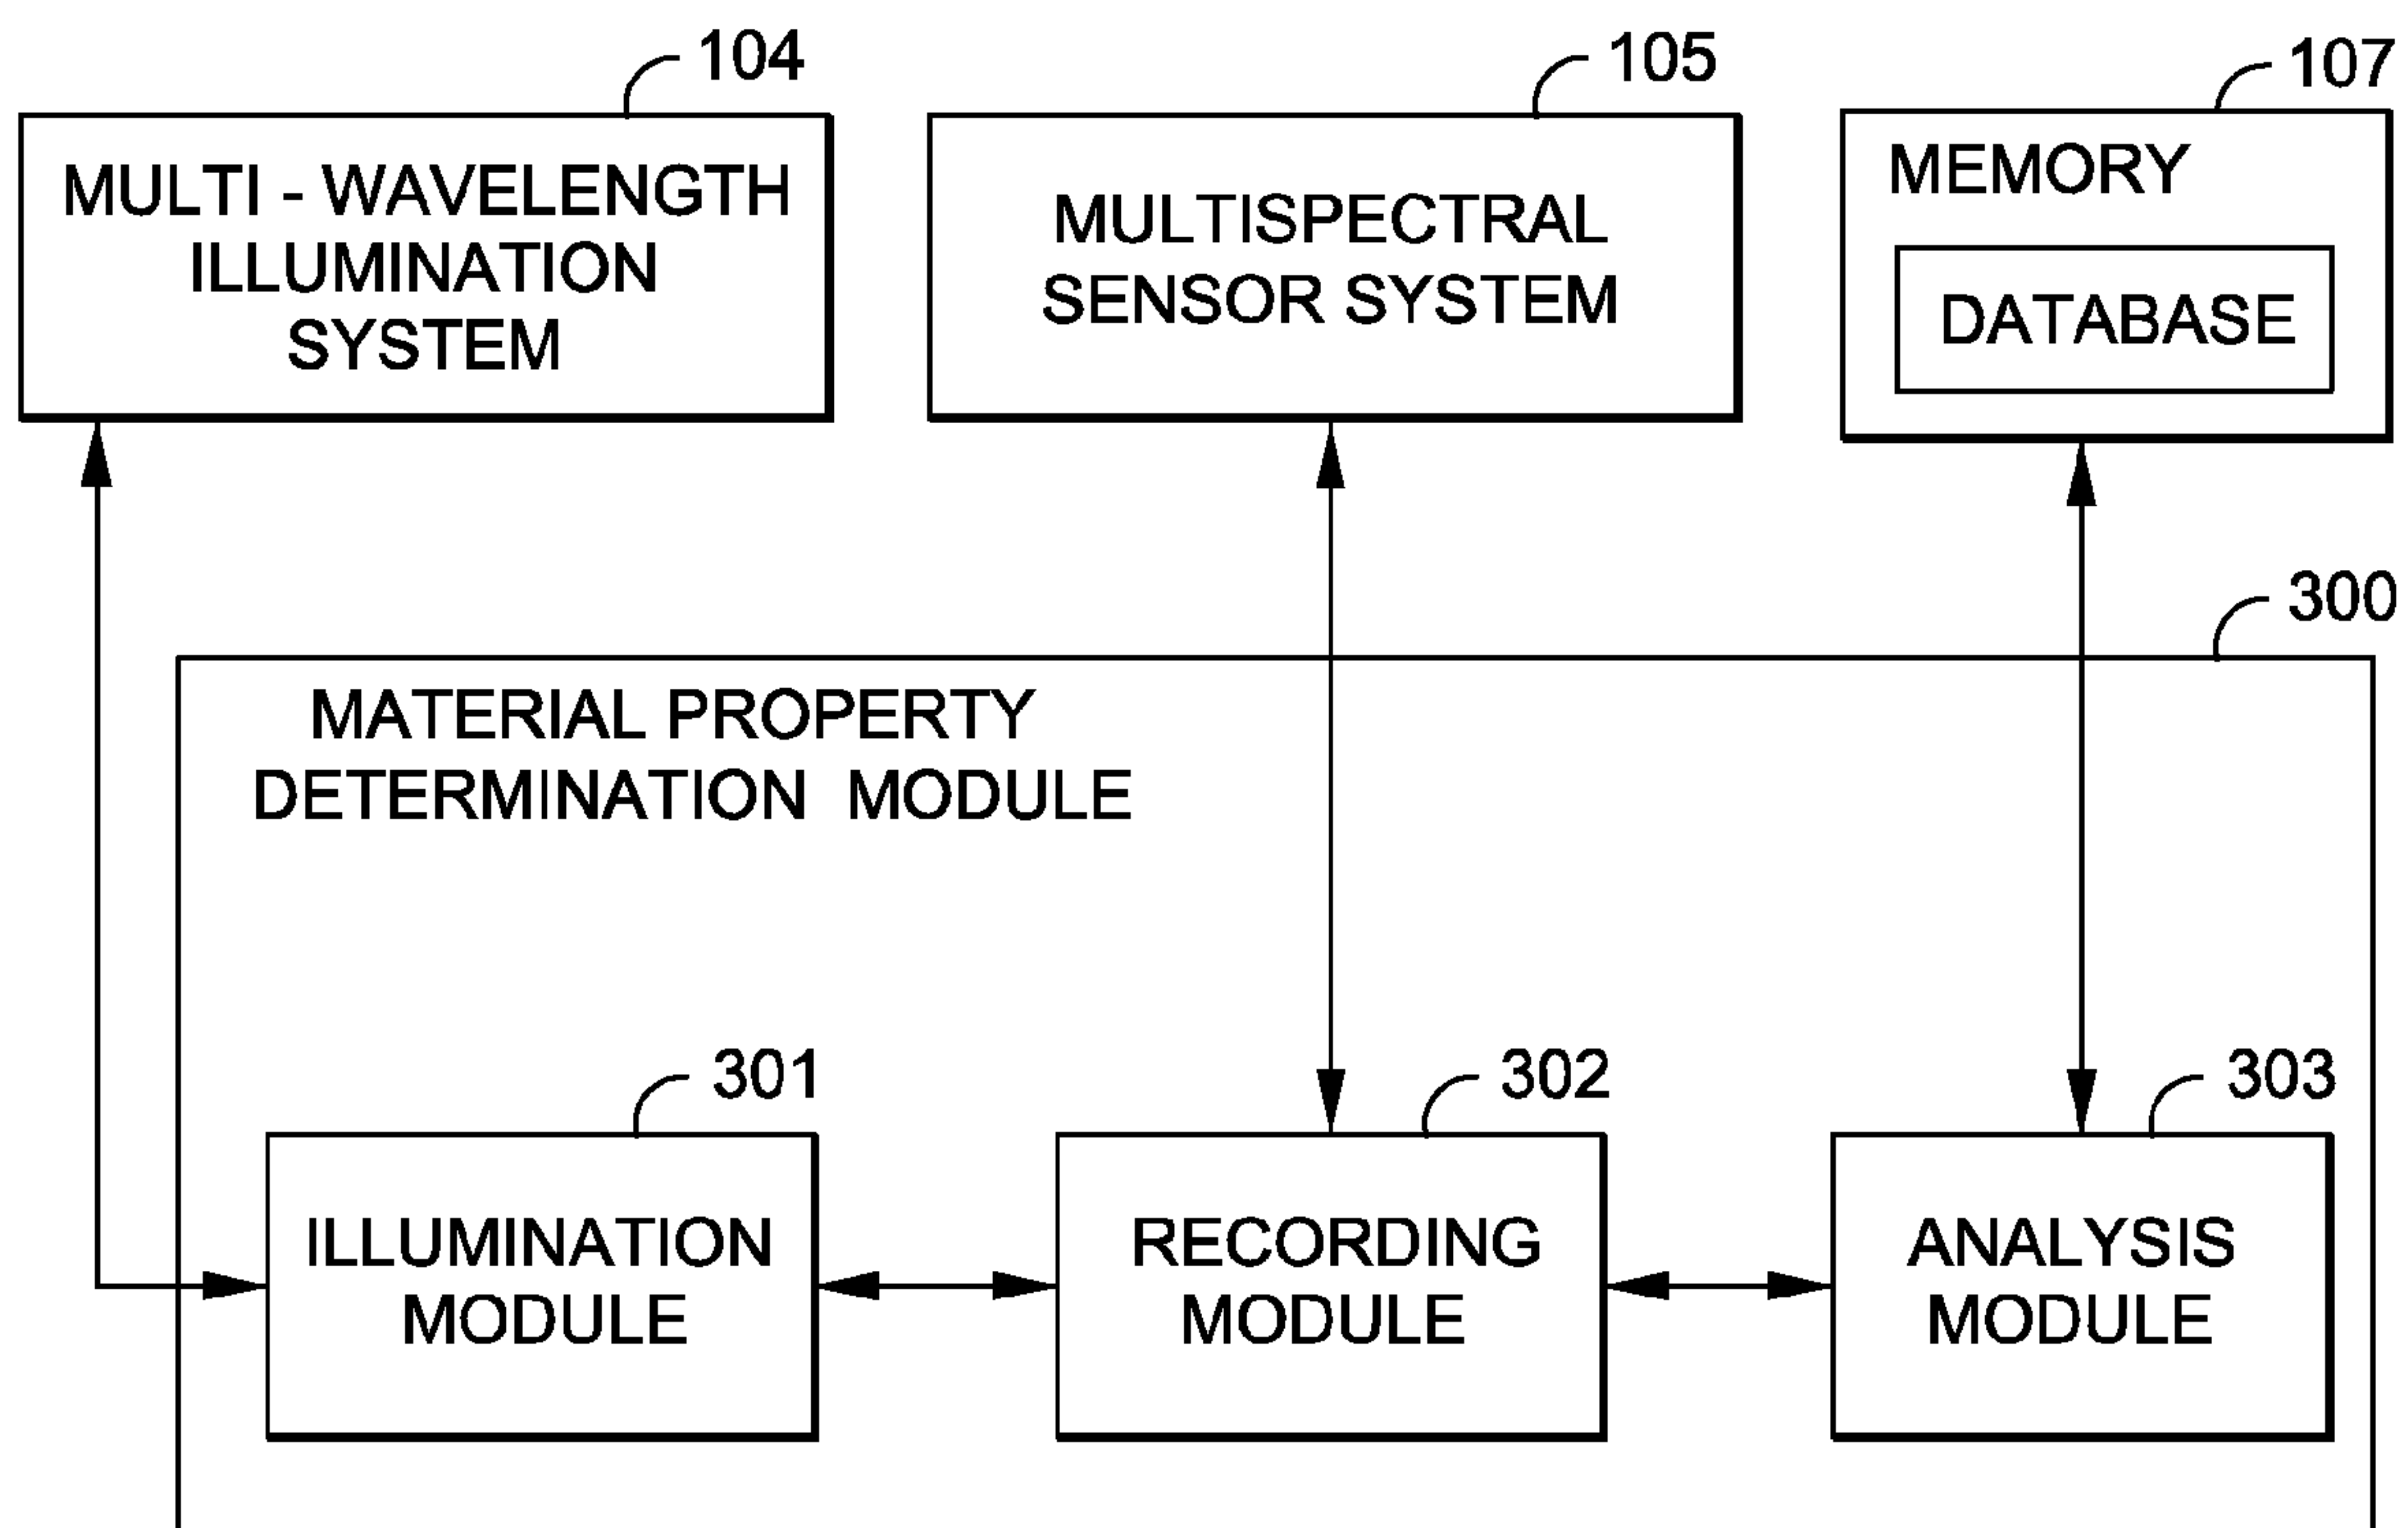 104
105
107
MULTI - WAVELENGTH
ILLUMINATION
SYSTEM
MULTISPECTRAL
SENSOR SYSTEM
MEMORY
DATABASE
300
MATERIAL PROPERTY
DETERMINATION MODULE
301
302
303
ILLUMINATION
MODULE
RECORDING
MODULE
ANALYSIS
MODULE